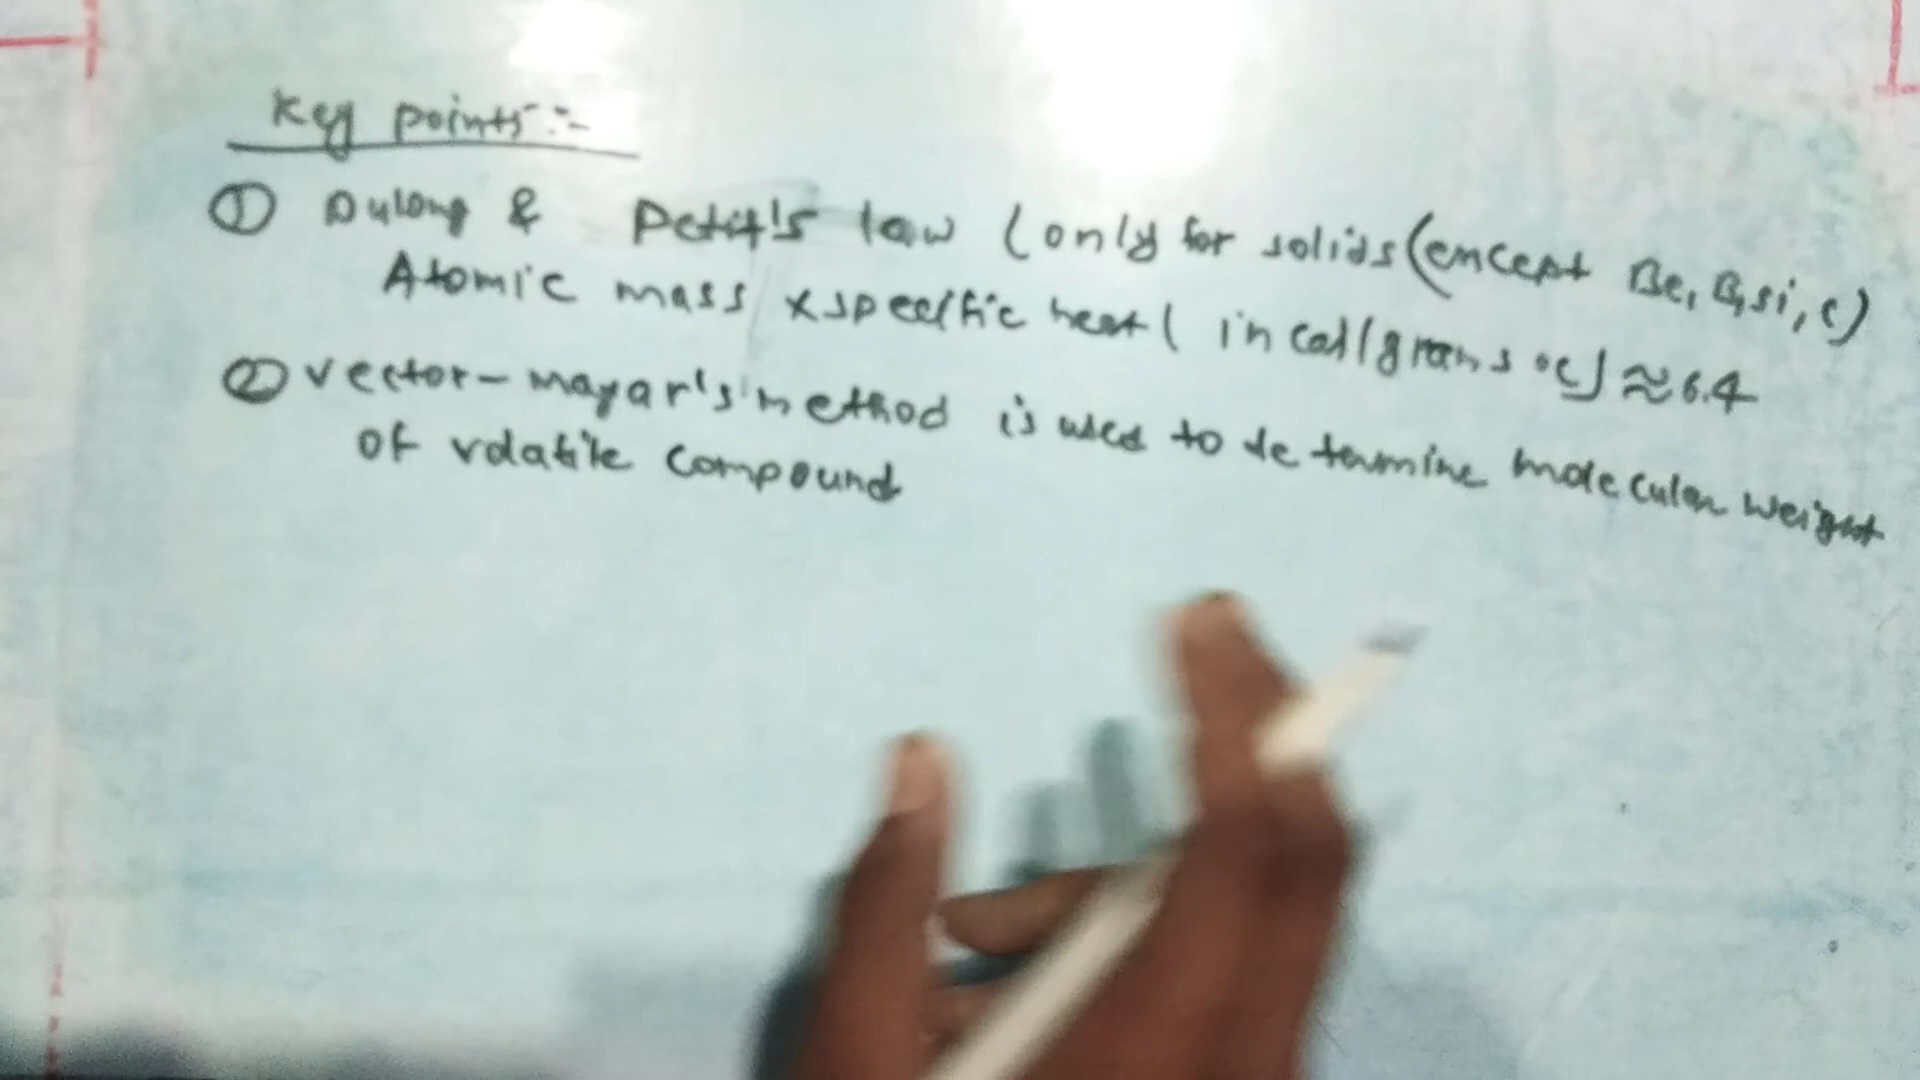 Key points:-
① Dulong & Petit's law (only for solids (except Be, B, Si, C)
Atomic mass x specific heat (in cal/grams °C) ≈ 6.4
② Vector-mayar's method is used to determine molecular weight
of volatile compound